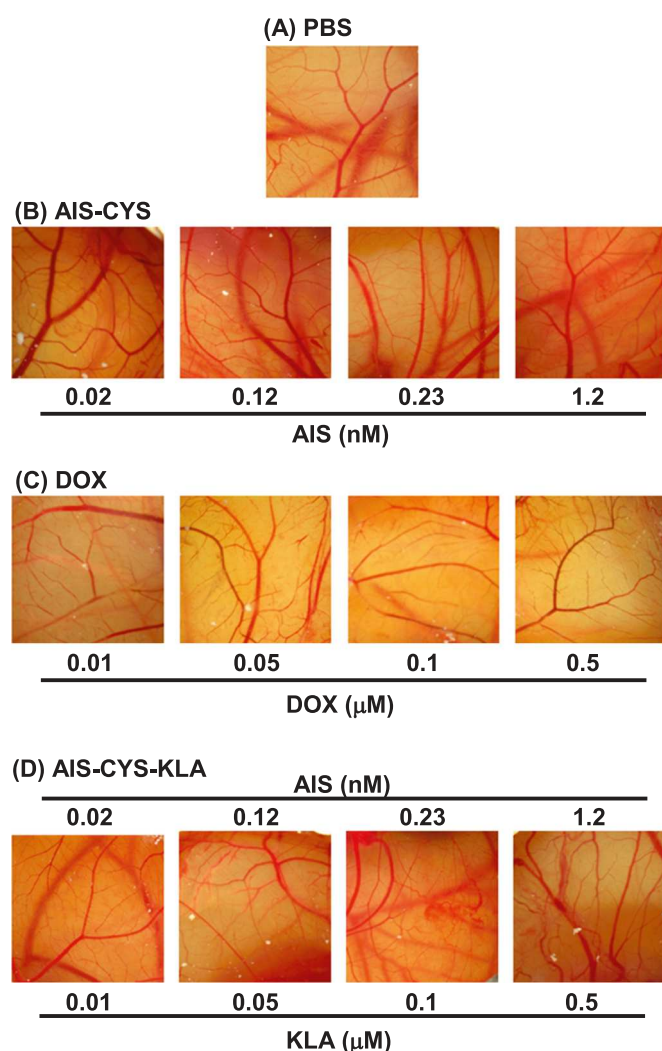 (A) PBS
(B) AIS-CYS
0.02 0.12 0.23 1.2
AIS (nM)
(C) DOX
0.01 0.05 0.1 0.5
DOX (μM)
(D) AIS-CYS-KLA
AIS (nM)
0.02 0.12 0.23 1.2
0.01 0.05 0.1 0.5
KLA (μM)